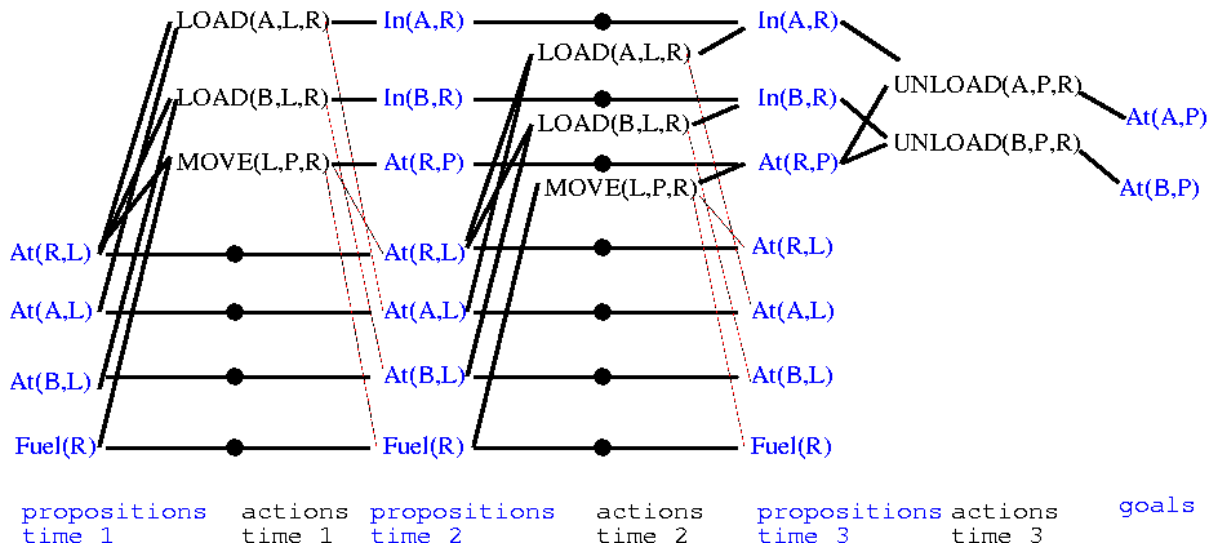 LOAD(A,L,R) In(A,R) In(A,R)
LOAD(A,L,R)
UNLOAD(A,P,R)
LOAD(B,L,R) In(B,R) In(B,R)
At(A,P)
LOAD(B,L,R)
UNLOAD(B,P,R)
MOVE(L,P,R) At(R,P) At(R,P)
MOVE(L,P,R) At(B,P)
At(R,L) At(R,L) At(R,L)
At(A,L) At(A,L) At(A,L)
At(B,L) At(B,L) At(B,L)
Fuel(R) Fuel(R) Fuel(R)
propositions actions propositions actions propositions actions goals
time 1 time 1 time 2 time 2 time 3 time 3